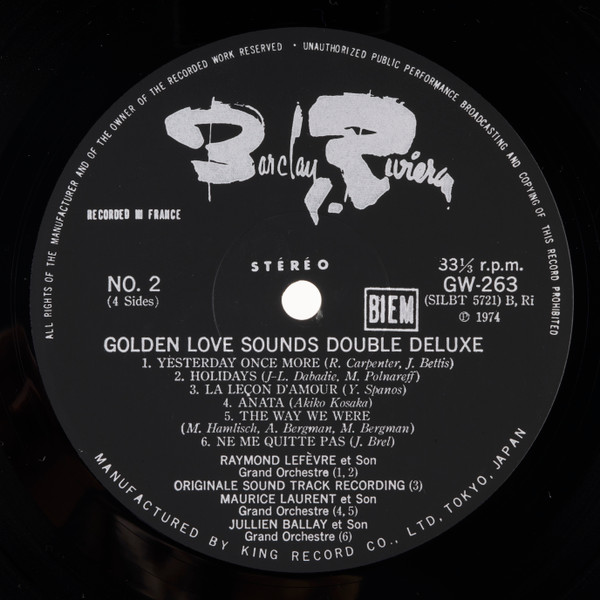 ALL RIGHTS OF THE MANUFACTURER AND OF THE OWNER OF THE RECORDED WORK RESERVED • UNAUTHORIZED PUBLIC PERFORMANCE BROADCASTING AND COPYING OF THIS RECORD PROHIBITED
Barclay Riviera
RECORDED IN FRANCE
STÉRÉO
33⅓ r.p.m.
NO. 2
GW-263
(4 Sides)
BIEM
(SILBT 5721) B, Ri
℗ 1974
GOLDEN LOVE SOUNDS DOUBLE DELUXE
1. YESTERDAY ONCE MORE (R. Carpenter, J. Bettis)
2. HOLIDAYS (J-L. Dabadie, M. Polnareff)
3. LA LEÇON D'AMOUR (Y. Spanos)
4. ANATA (Akiko Kosaka)
5. THE WAY WE WERE
(M. Hamlisch, A. Bergman, M. Bergman)
6. NE ME QUITTE PAS (J. Brel)
RAYMOND LEFÈVRE et Son
Grand Orchestre (1, 2)
ORIGINALE SOUND TRACK RECORDING (3)
MAURICE LAURENT et Son
Grand Orchestre (4, 5)
JULLIEN BALLAY et Son
Grand Orchestre (6)
MANUFACTURED BY KING RECORD CO., LTD, TOKYO, JAPAN